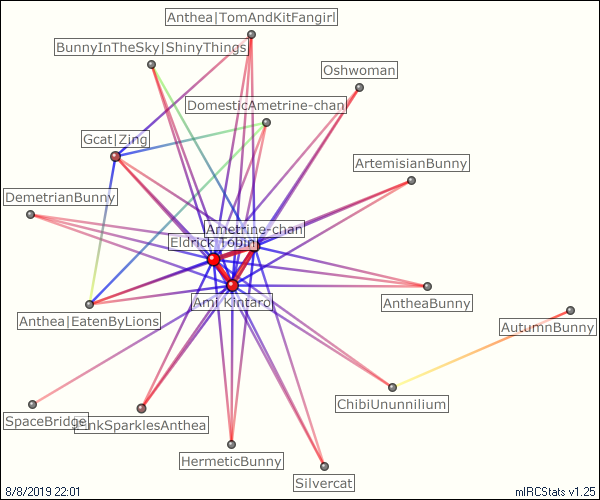 Anthea|TomAndKitFangirl
BunnyInTheSky|ShinyThings
Oshwoman
DomesticAmetrine-chan
Gcat|Zing
ArtemisianBunny
DemetrianBunny
Ametrine-chan
Eldrick Tobin
Ami Kintaro
AntheaBunny
Anthea|EatenByLions
AutumnBunny
ChibiUnunnilium
SpaceBridge
PinkSparklesAnthea
HermeticBunny
Silvercat
8/8/2019 22:01
mIRCStats v1.25